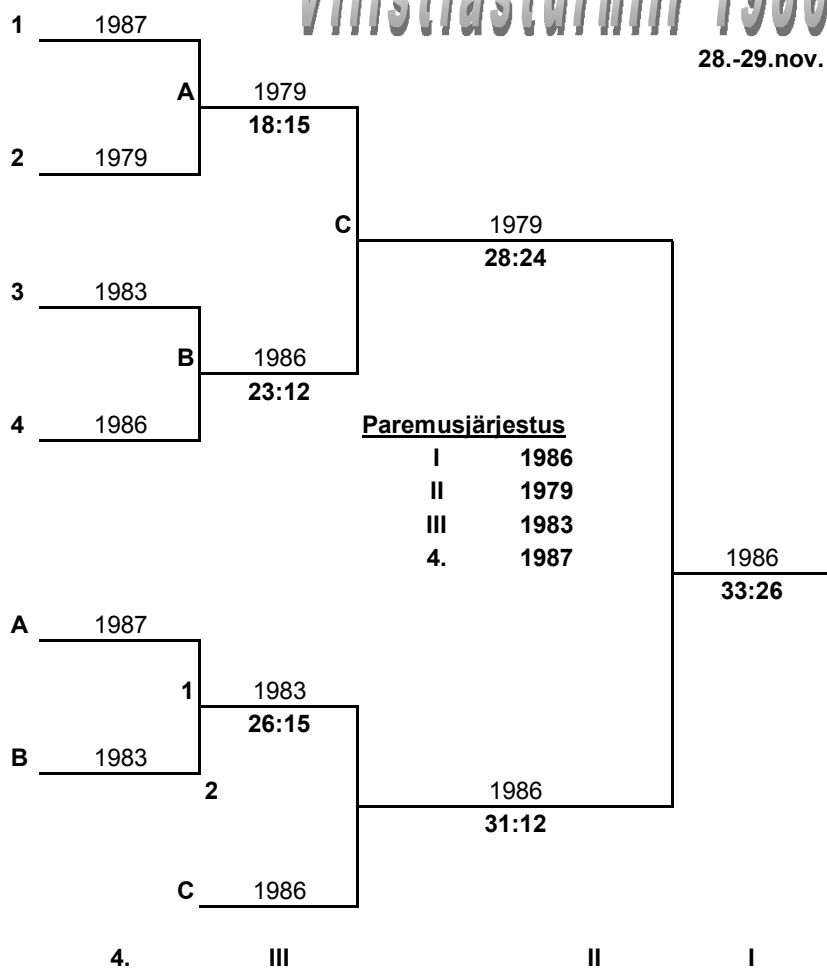 Vilistlasturniir
1 1987
28.-29.nov.
A 1979
18:15
2 1979
C 1979
28:24
3 1983
B 1986
23:12
4 1986
Paremusjärjestus
I 1986
II 1979
III 1983
4. 1987
1986
33:26
A 1987
1 1983
26:15
B 1983
2
1986
31:12
C 1986
4. III II I